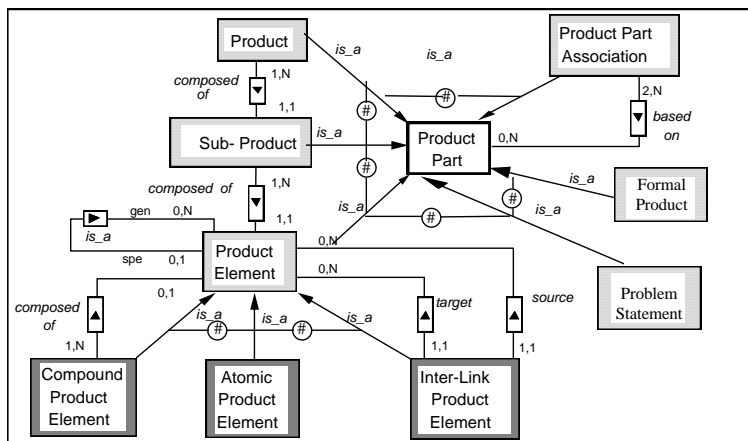 Product
is_a
is_a
Product Part
Association
composed
of
1,N
1,1
#
#
2,N
based
on
Sub- Product
is_a
Product
Part
0,N
composed of
1,N
1,1
#
is_a
#
#
is_a
is_a
Formal
Product
gen
0,N
is_a
spe
0,1
Product
Element
0,N
0,N
0,1
composed
of
target
source
Problem
Statement
is_a
#
is_a
#
is_a
1,N
1,1
1,1
Compound
Product
Element
Atomic
Product
Element
Inter-Link
Product
Element